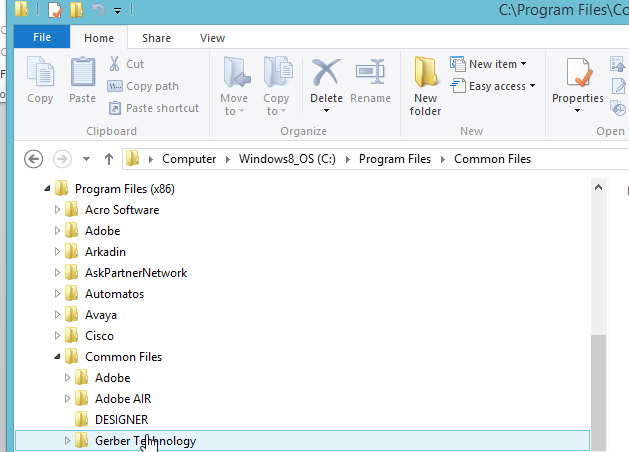 C:\Program Files\Co
File Home Share View
Copy Paste Cut Copy path Paste shortcut
Clipboard
Move to Copy to Delete Rename
Organize
New folder New item Easy access
New
Properties
Open
Computer Windows8_OS (C:) Program Files Common Files
Program Files (x86)
Acro Software
Adobe
Arkadin
AskPartnerNetwork
Automatos
Avaya
Cisco
Common Files
Adobe
Adobe AIR
DESIGNER
Gerber Technology